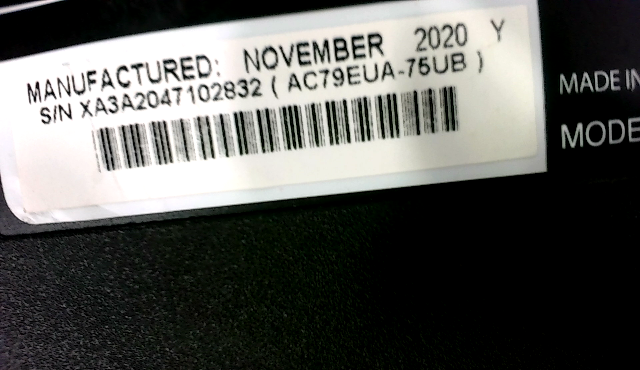 MANUFACTURED: NOVEMBER 2020 Y
S/N XA3A2047102832 ( AC79EUA-75UB )
MADE IN
MODE